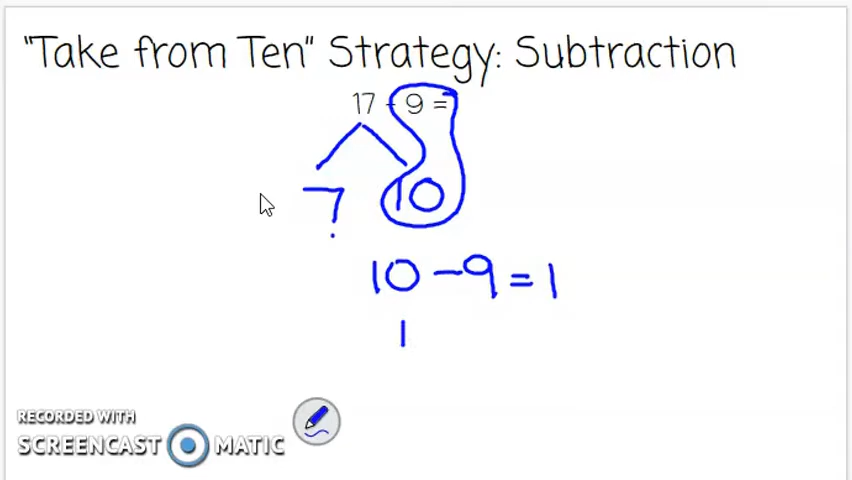 "Take from Ten" Strategy: Subtraction
17 - 9 =
7 10
10 - 9 = 1
1
RECORDED WITH
SCREENCAST MATIC